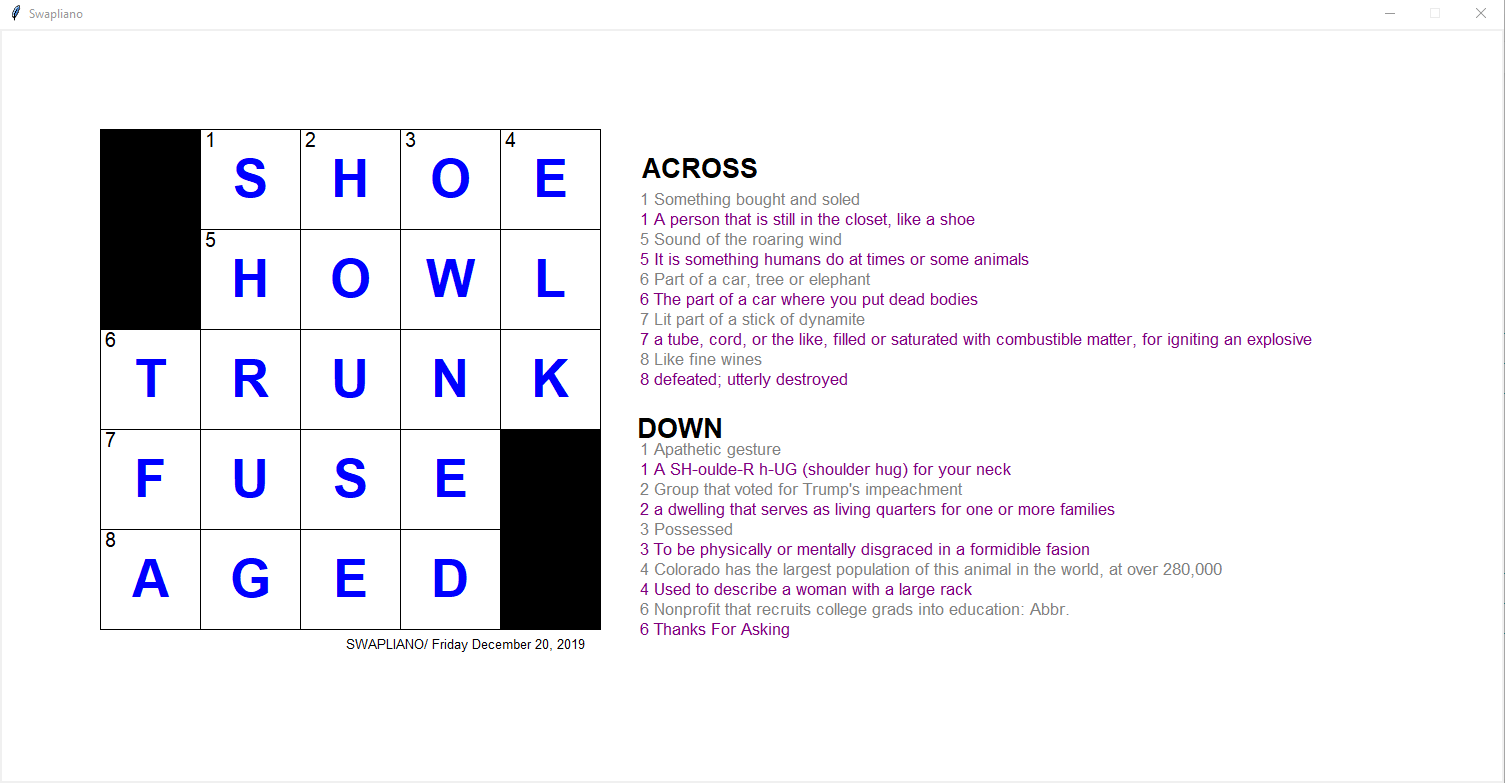 Swapliano
1 2 3 4
S H O E
5
H O W L
6
T R U N K
7
F U S E
8
A G E D
SWAPLIANO/ Friday December 20, 2019
ACROSS
1 Something bought and soled
1 A person that is still in the closet, like a shoe
5 Sound of the roaring wind
5 It is something humans do at times or some animals
6 Part of a car, tree or elephant
6 The part of a car where you put dead bodies
7 Lit part of a stick of dynamite
7 a tube, cord, or the like, filled or saturated with combustible matter, for igniting an explosive
8 Like fine wines
8 defeated; utterly destroyed
DOWN
1 Apathetic gesture
1 A SH-oulde-R h-UG (shoulder hug) for your neck
2 Group that voted for Trump's impeachment
2 a dwelling that serves as living quarters for one or more families
3 Possessed
3 To be physically or mentally disgraced in a formidible fasion
4 Colorado has the largest population of this animal in the world, at over 280,000
4 Used to describe a woman with a large rack
6 Nonprofit that recruits college grads into education: Abbr.
6 Thanks For Asking